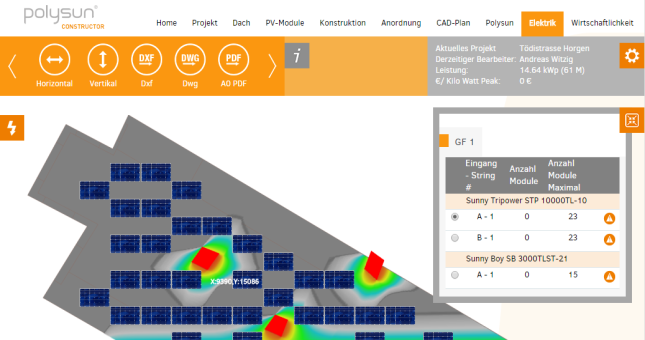 polysun®
CONSTRUCTOR
Home Projekt Dach PV-Module Konstruktion Anordnung CAD-Plan Polysun Elektrik Wirtschaftlichkeit
DXF DWG PDF
Horizontal Vertikal Dxf Dwg A0 PDF
i
Aktuelles Projekt Tödistrasse Horgen
Derzeitiger Bearbeiter: Andreas Witzig
Leistung: 14.64 kWp (61 M)
€/ Kilo Watt Peak: 0 €
GF 1
Eingang - String # Anzahl Module Anzahl Module Maximal
Sunny Tripower STP 10000TL-10
A - 1 0 23
B - 1 0 23
Sunny Boy SB 3000TLST-21
A - 1 0 15
X:9390,Y:15086